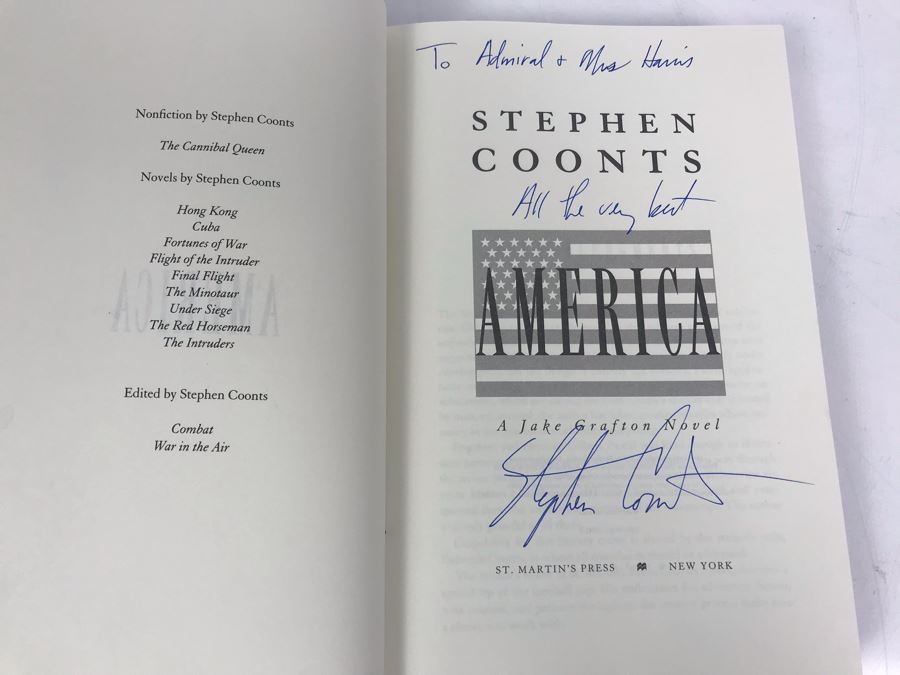 Nonfiction by Stephen Coonts
The Cannibal Queen
Novels by Stephen Coonts
Hong Kong
Cuba
Fortunes of War
Flight of the Intruder
Final Flight
The Minotaur
Under Siege
The Red Horseman
The Intruders
Edited by Stephen Coonts
Combat
War in the Air
To Admiral + Mrs Harris
STEPHEN
COONTS
All the very best
AMERICA
A Jake Grafton Novel
Stephen Coonts
ST. MARTIN'S PRESS NEW YORK